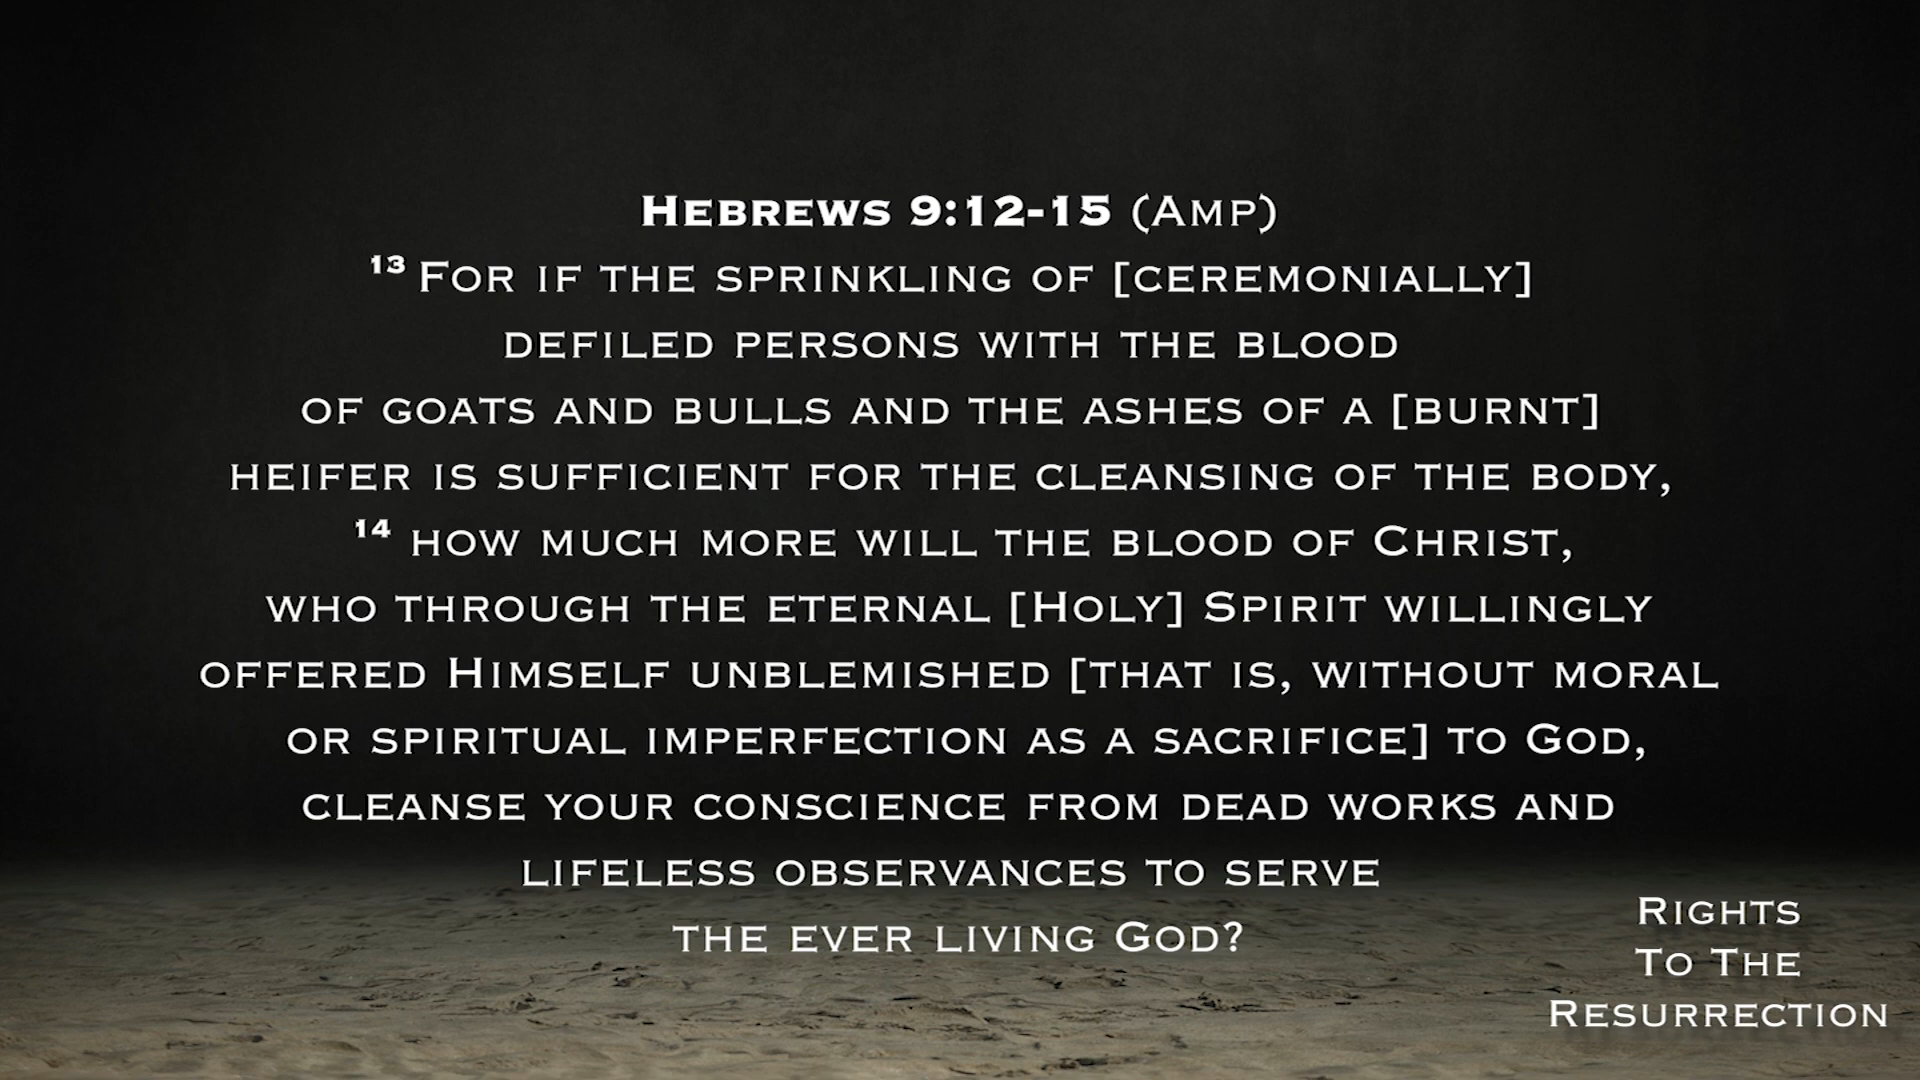 Hebrews 9:12-15 (Amp)
13 For if the sprinkling of [ceremonially]
defiled persons with the blood
of goats and bulls and the ashes of a [burnt]
heifer is sufficient for the cleansing of the body,
14 how much more will the blood of Christ,
who through the eternal [Holy] Spirit willingly
offered Himself unblemished [that is, without moral
or spiritual imperfection as a sacrifice] to God,
cleanse your conscience from dead works and
lifeless observances to serve
the ever living God?
Rights
To The
Resurrection